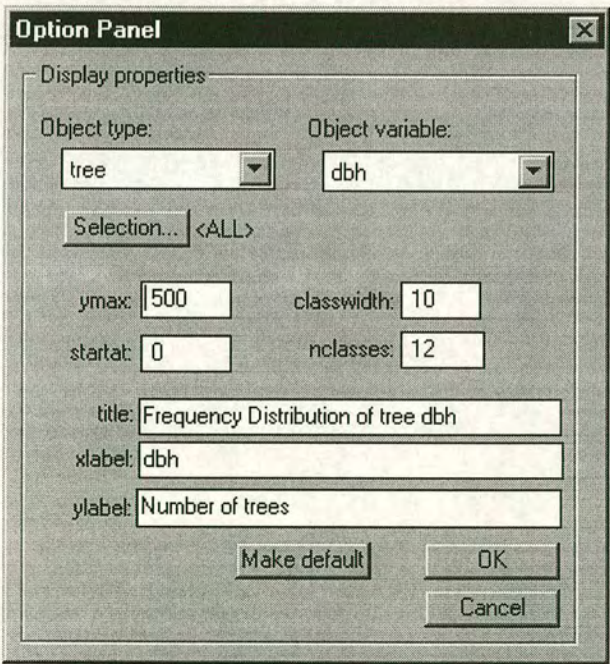 Option Panel
Display properties
Object type: Object variable:
tree dbh
Selection... <ALL>
ymax: 500 classwidth: 10
startat: 0 nclasses: 12
title: Frequency Distribution of tree dbh
xlabel: dbh
ylabel: Number of trees
Make default OK
Cancel